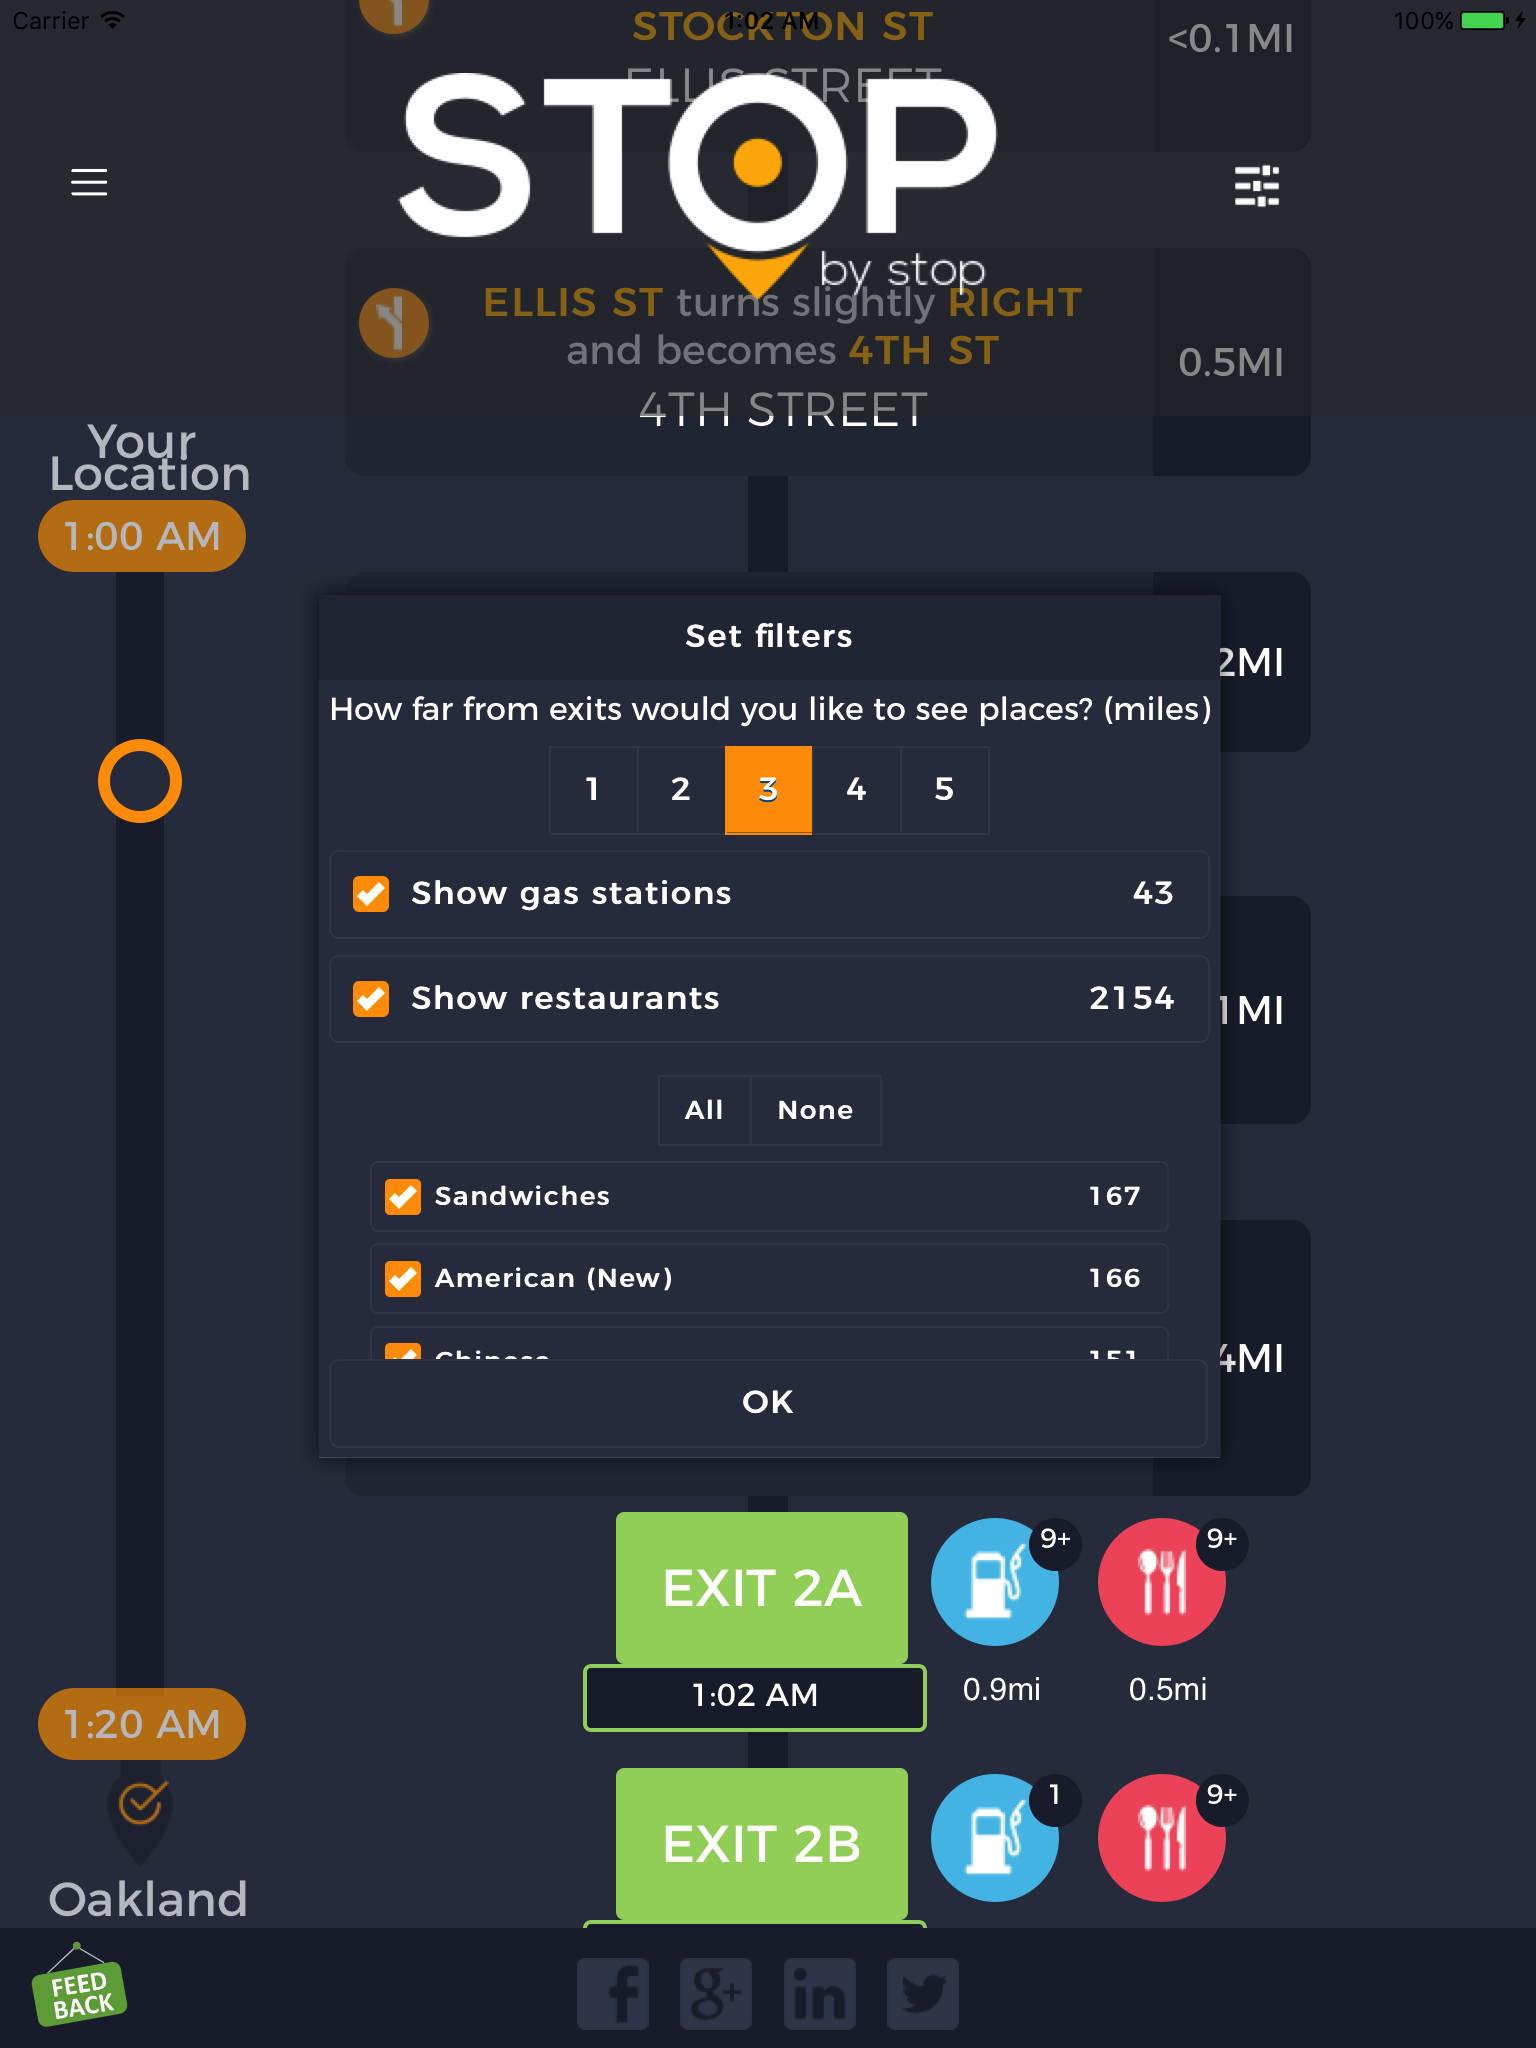 Carrier
1:02 AM
100%
STOCKTON ST
<0.1MI
ELLIS STREET
STOP
by stop
ELLIS ST turns slightly RIGHT
and becomes 4TH ST
0.5MI
4TH STREET
Your
Location
1:00 AM
Set filters
2MI
How far from exits would you like to see places? (miles)
1 2 3 4 5
Show gas stations 43
Show restaurants 2154
1MI
All None
Sandwiches 167
American (New) 166
Chinese 151
4MI
OK
EXIT 2A
9+
9+
1:02 AM
0.9mi
0.5mi
1:20 AM
EXIT 2B
1
9+
Oakland
FEED
BACK
f g+ in